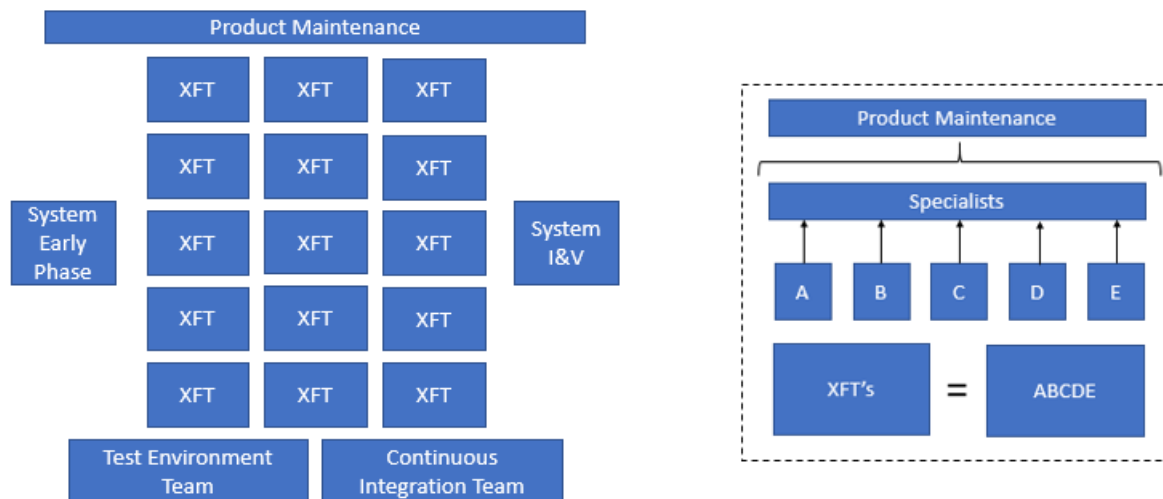 Product Maintenance
XFT XFT XFT
XFT XFT XFT
System
Early
Phase
XFT XFT XFT
System
I&V
XFT XFT XFT
XFT XFT XFT
Test Environment
Team
Continuous
Integration Team
Product Maintenance
Specialists
A B C D E
XFT's = ABCDE